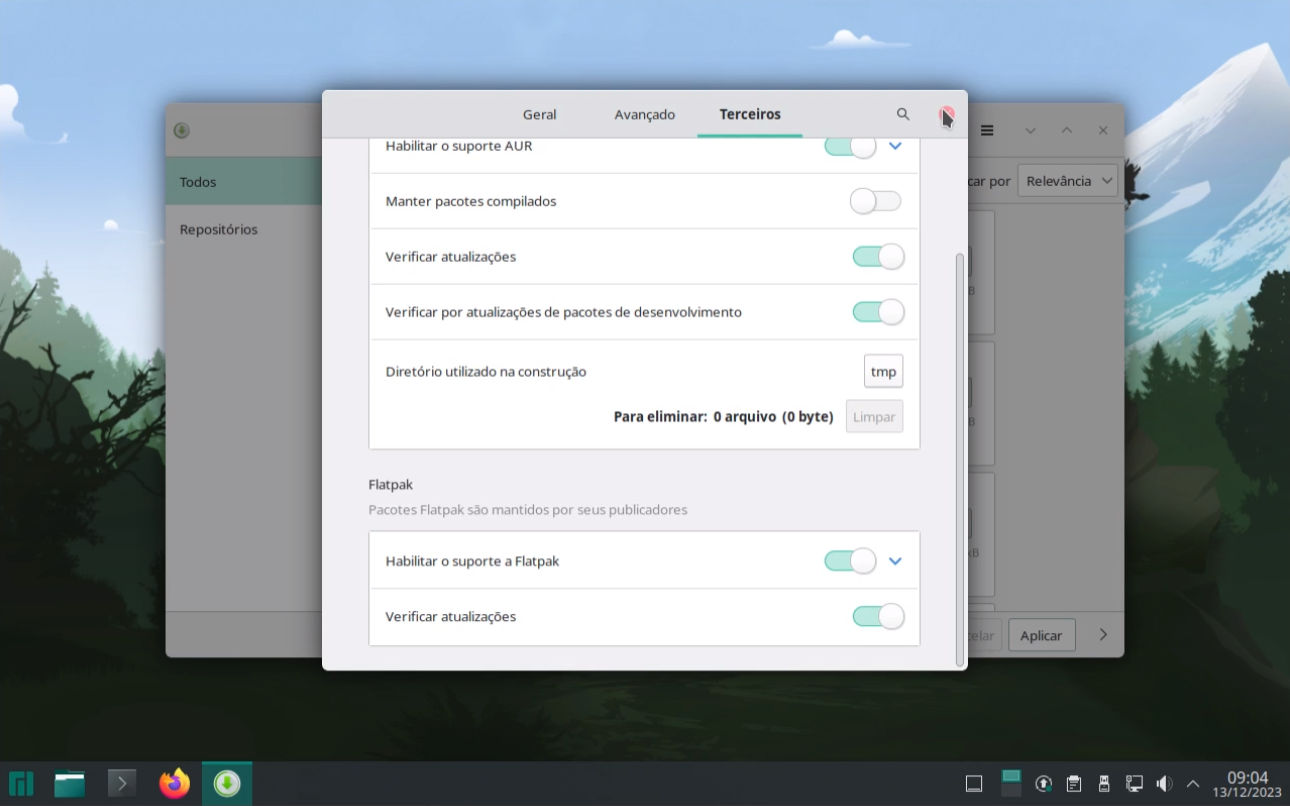 Geral Avançado Terceiros
Todos
Repositórios
car por Relevância
Habilitar o suporte AUR
Manter pacotes compilados
Verificar atualizações
Verificar por atualizações de pacotes de desenvolvimento
Diretório utilizado na construção tmp
Para eliminar: 0 arquivo (0 byte) Limpar
Flatpak
Pacotes Flatpak são mantidos por seus publicadores
Habilitar o suporte a Flatpak
Verificar atualizações
B
B
kB
elar Aplicar
09:04
13/12/2023